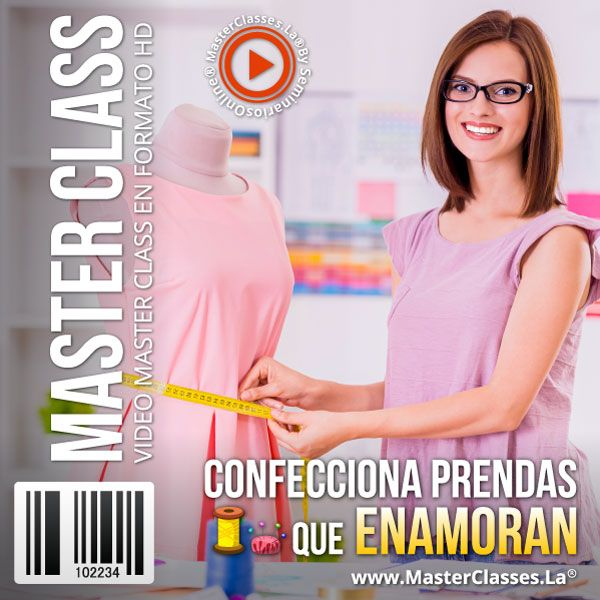 MASTER CLASS
VIDEO MASTER CLASS EN FORMATO HD
MasterClasses.La® By SeminariosOnline®
CONFECCIONA PRENDAS
QUE ENAMORAN
102234
www.MasterClasses.La®